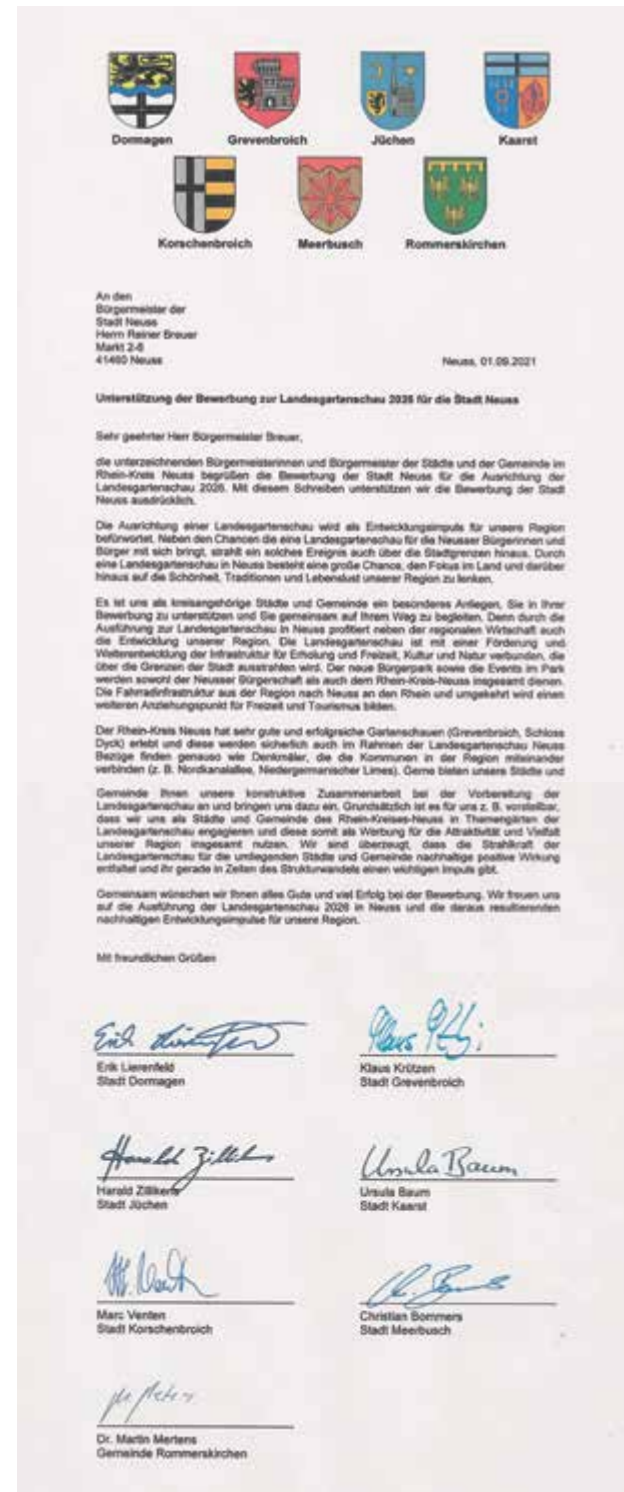 Dormagen Grevenbroich Jüchen Kaarst
Korschenbroich Meerbusch Rommerskirchen
An den
Bürgermeister der
Stadt Neuss
Herrn Reiner Breuer
Markt 2-6
41460 Neuss
Neuss, 01.09.2021
Unterstützung der Bewerbung zur Landesgartenschau 2026 für die Stadt Neuss
Sehr geehrter Herr Bürgermeister Breuer,
die unterzeichnenden Bürgermeisterinnen und Bürgermeister der Städte und der Gemeinde im
Rhein-Kreis Neuss begrüßen die Bewerbung der Stadt Neuss für die Ausrichtung der
Landesgartenschau 2026. Mit diesem Schreiben unterstützen wir die Bewerbung der Stadt
Neuss ausdrücklich.
Die Ausrichtung einer Landesgartenschau wird als Entwicklungsimpuls für unsere Region
befürwortet. Neben den Chancen die eine Landesgartenschau für die Neusser Bürgerinnen und
Bürger mit sich bringt, strahlt ein solches Ereignis auch über die Stadtgrenzen hinaus. Durch
eine Landesgartenschau in Neuss besteht eine große Chance, den Fokus im Land und darüber
hinaus auf die Schönheit, Traditionen und Lebenslust unserer Region zu lenken.
Es ist uns als kreisangehörige Städte und Gemeinde ein besonderes Anliegen, Sie in Ihrer
Bewerbung zu unterstützen und Sie gemeinsam auf Ihrem Weg zu begleiten. Denn durch die
Ausführung zur Landesgartenschau in Neuss profitiert neben der regionalen Wirtschaft auch
die Entwicklung unserer Region. Die Landesgartenschau ist mit einer Förderung und
Weiterentwicklung der Infrastruktur für Erholung und Freizeit, Kultur und Natur verbunden, die
über die Grenzen der Stadt ausstrahlen wird. Der neue Bürgerpark sowie die Events im Park
werden sowohl der Neusser Bürgerschaft als auch dem Rhein-Kreis-Neuss insgesamt dienen.
Die Fahrradinfrastruktur aus der Region nach Neuss an den Rhein und umgekehrt wird einen
weiteren Anziehungspunkt für Freizeit und Tourismus bilden.
Der Rhein-Kreis Neuss hat sehr gute und erfolgreiche Gartenschauen (Grevenbroich, Schloss
Dyck) erlebt und diese werden sicherlich auch im Rahmen der Landesgartenschau Neuss
Bezüge finden genauso wie Denkmäler, die die Kommunen in der Region miteinander
verbinden (z. B. Nordkanalallee, Niedergermanischer Limes). Gerne bieten unsere Städte und
Gemeinde Ihnen unsere konstruktive Zusammenarbeit bei der Vorbereitung der
Landesgartenschau an und bringen uns dazu ein. Grundsätzlich ist es für uns z. B. vorstellbar,
dass wir uns als Städte und Gemeinde des Rhein-Kreises-Neuss in Themengärten der
Landesgartenschau engagieren und diese somit als Werbung für die Attraktivität und Vielfalt
unserer Region insgesamt nutzen. Wir sind überzeugt, dass die Strahlkraft der
Landesgartenschau für die umliegenden Städte und Gemeinde nachhaltige positive Wirkung
entfaltet und ihr gerade in Zeiten des Strukturwandels einen wichtigen Impuls gibt.
Gemeinsam wünschen wir Ihnen alles Gute und viel Erfolg bei der Bewerbung. Wir freuen uns
auf die Ausführung der Landesgartenschau 2026 in Neuss und die daraus resultierenden
nachhaltigen Entwicklungsimpulse für unsere Region.
Mit freundlichen Grüßen
Erik Lierenfeld
Stadt Dormagen
Klaus Krützen
Stadt Grevenbroich
Harald Zillikens
Ursula Baum
Harald Zillikens
Stadt Jüchen
Ursula Baum
Stadt Kaarst
Marc Venten
Stadt Korschenbroich
Christian Bommers
Stadt Meerbusch
Dr. Martin Mertens
Gemeinde Rommerskirchen